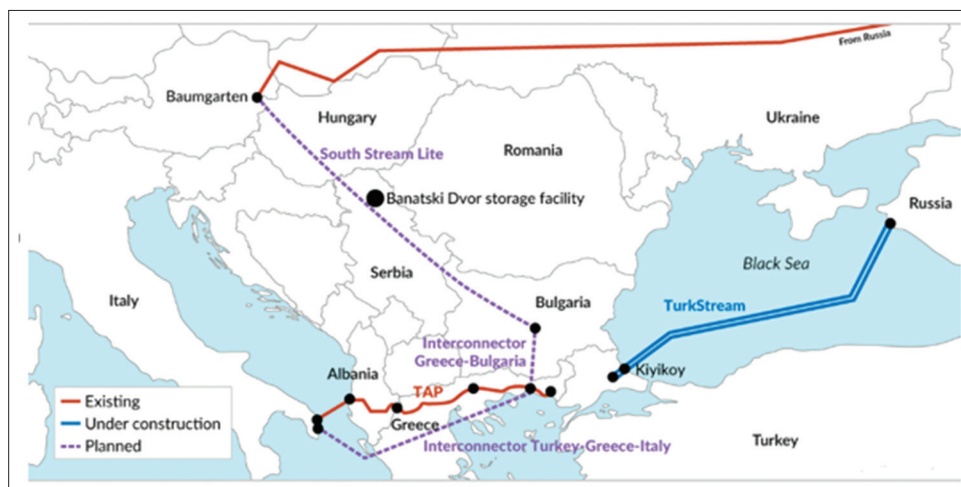 From Russia
Baumgarten
Hungary
Ukraine
South Stream Lite
Romania
Banatski Dvor storage facility
Russia
Black Sea
Serbia
Italy
Bulgaria
TurkStream
Interconnector
Greece-Bulgaria
Kiyikoy
Albania
TAP
Existing
Under construction
Planned
Greece
Interconnector Turkey-Greece-Italy
Turkey